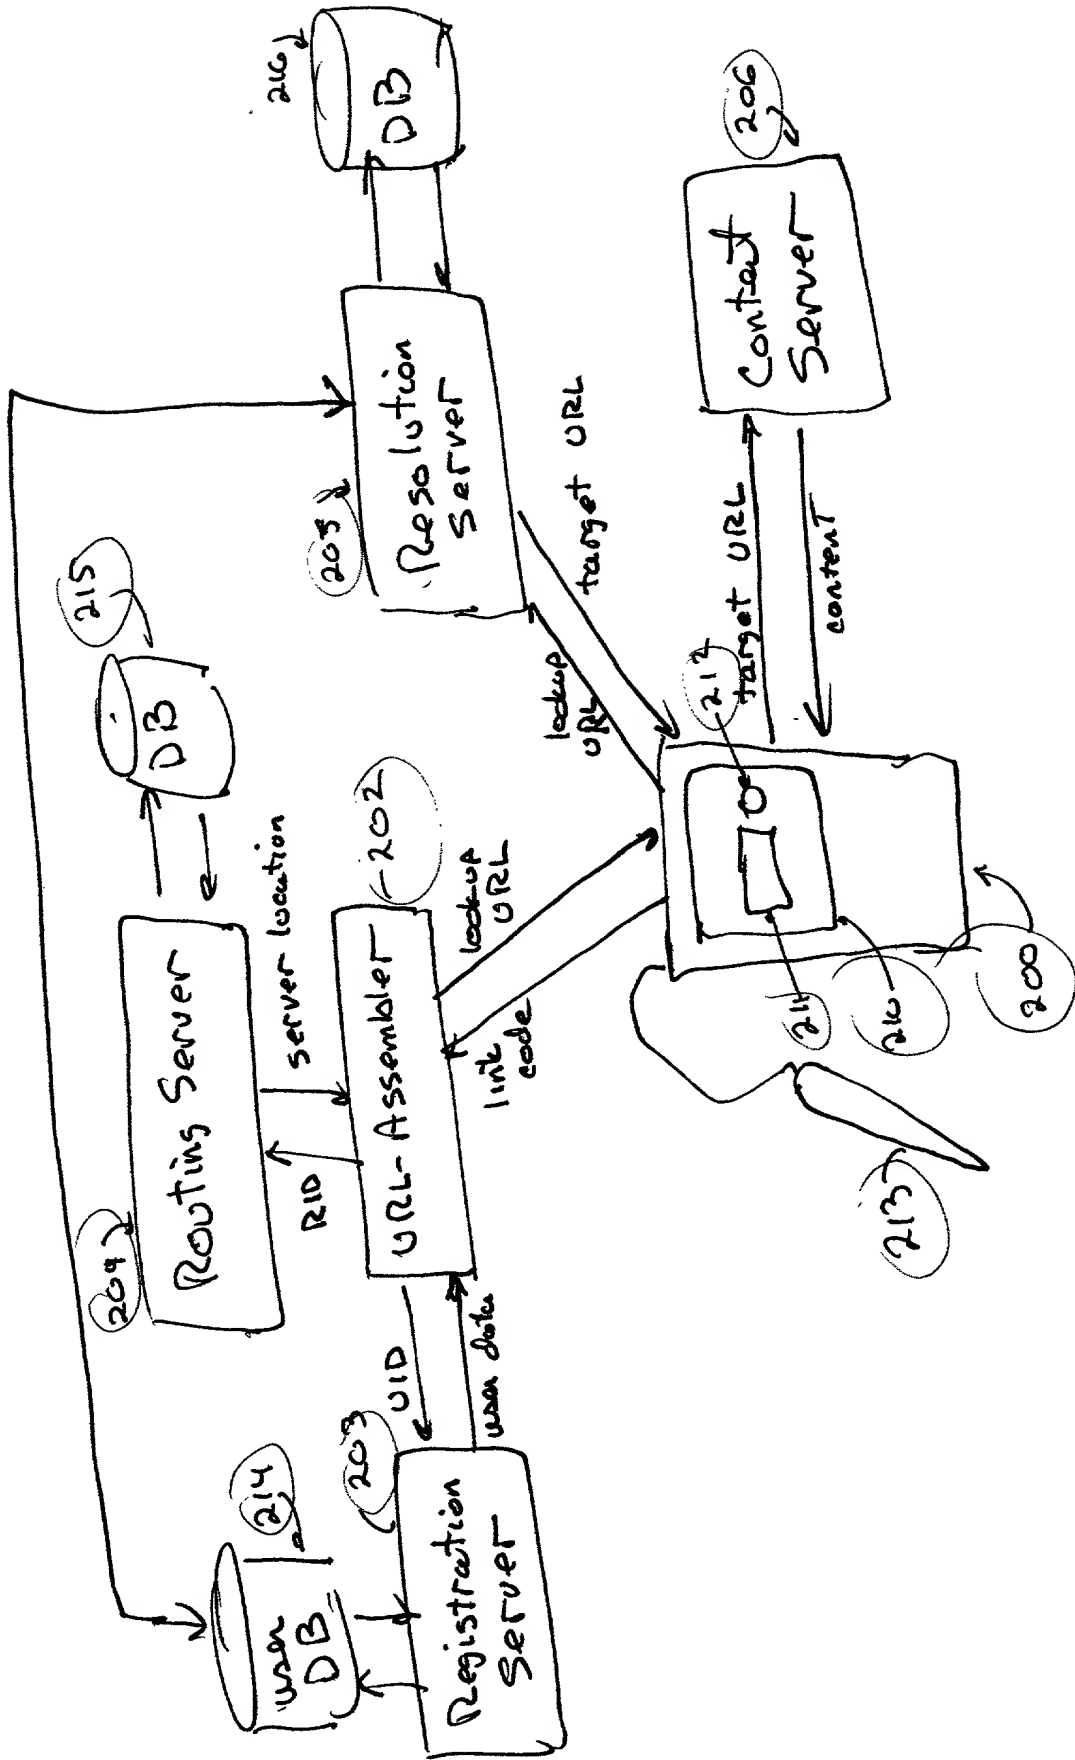 216
DB
206
Content
Server
Resolution
Server
205
215
DB
target URL
lookup
URL
target URL
content
212
204
Routing Server
server location
RID
202
URL-Assembler
lookup
URL
link
code
211
210
200
213
UID
user data
203
214
user
DB
Registration
Server